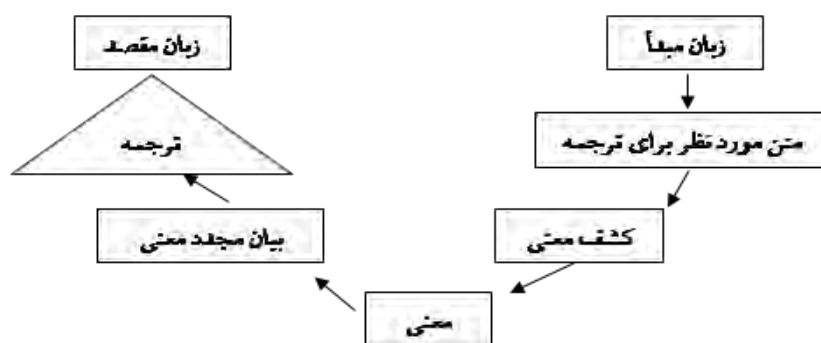 زبان مبدأ
زبان مقصد
متن مورد نظر برای ترجمه
ترجمه
کشف معنی
بیان مجدد معنی
معنی